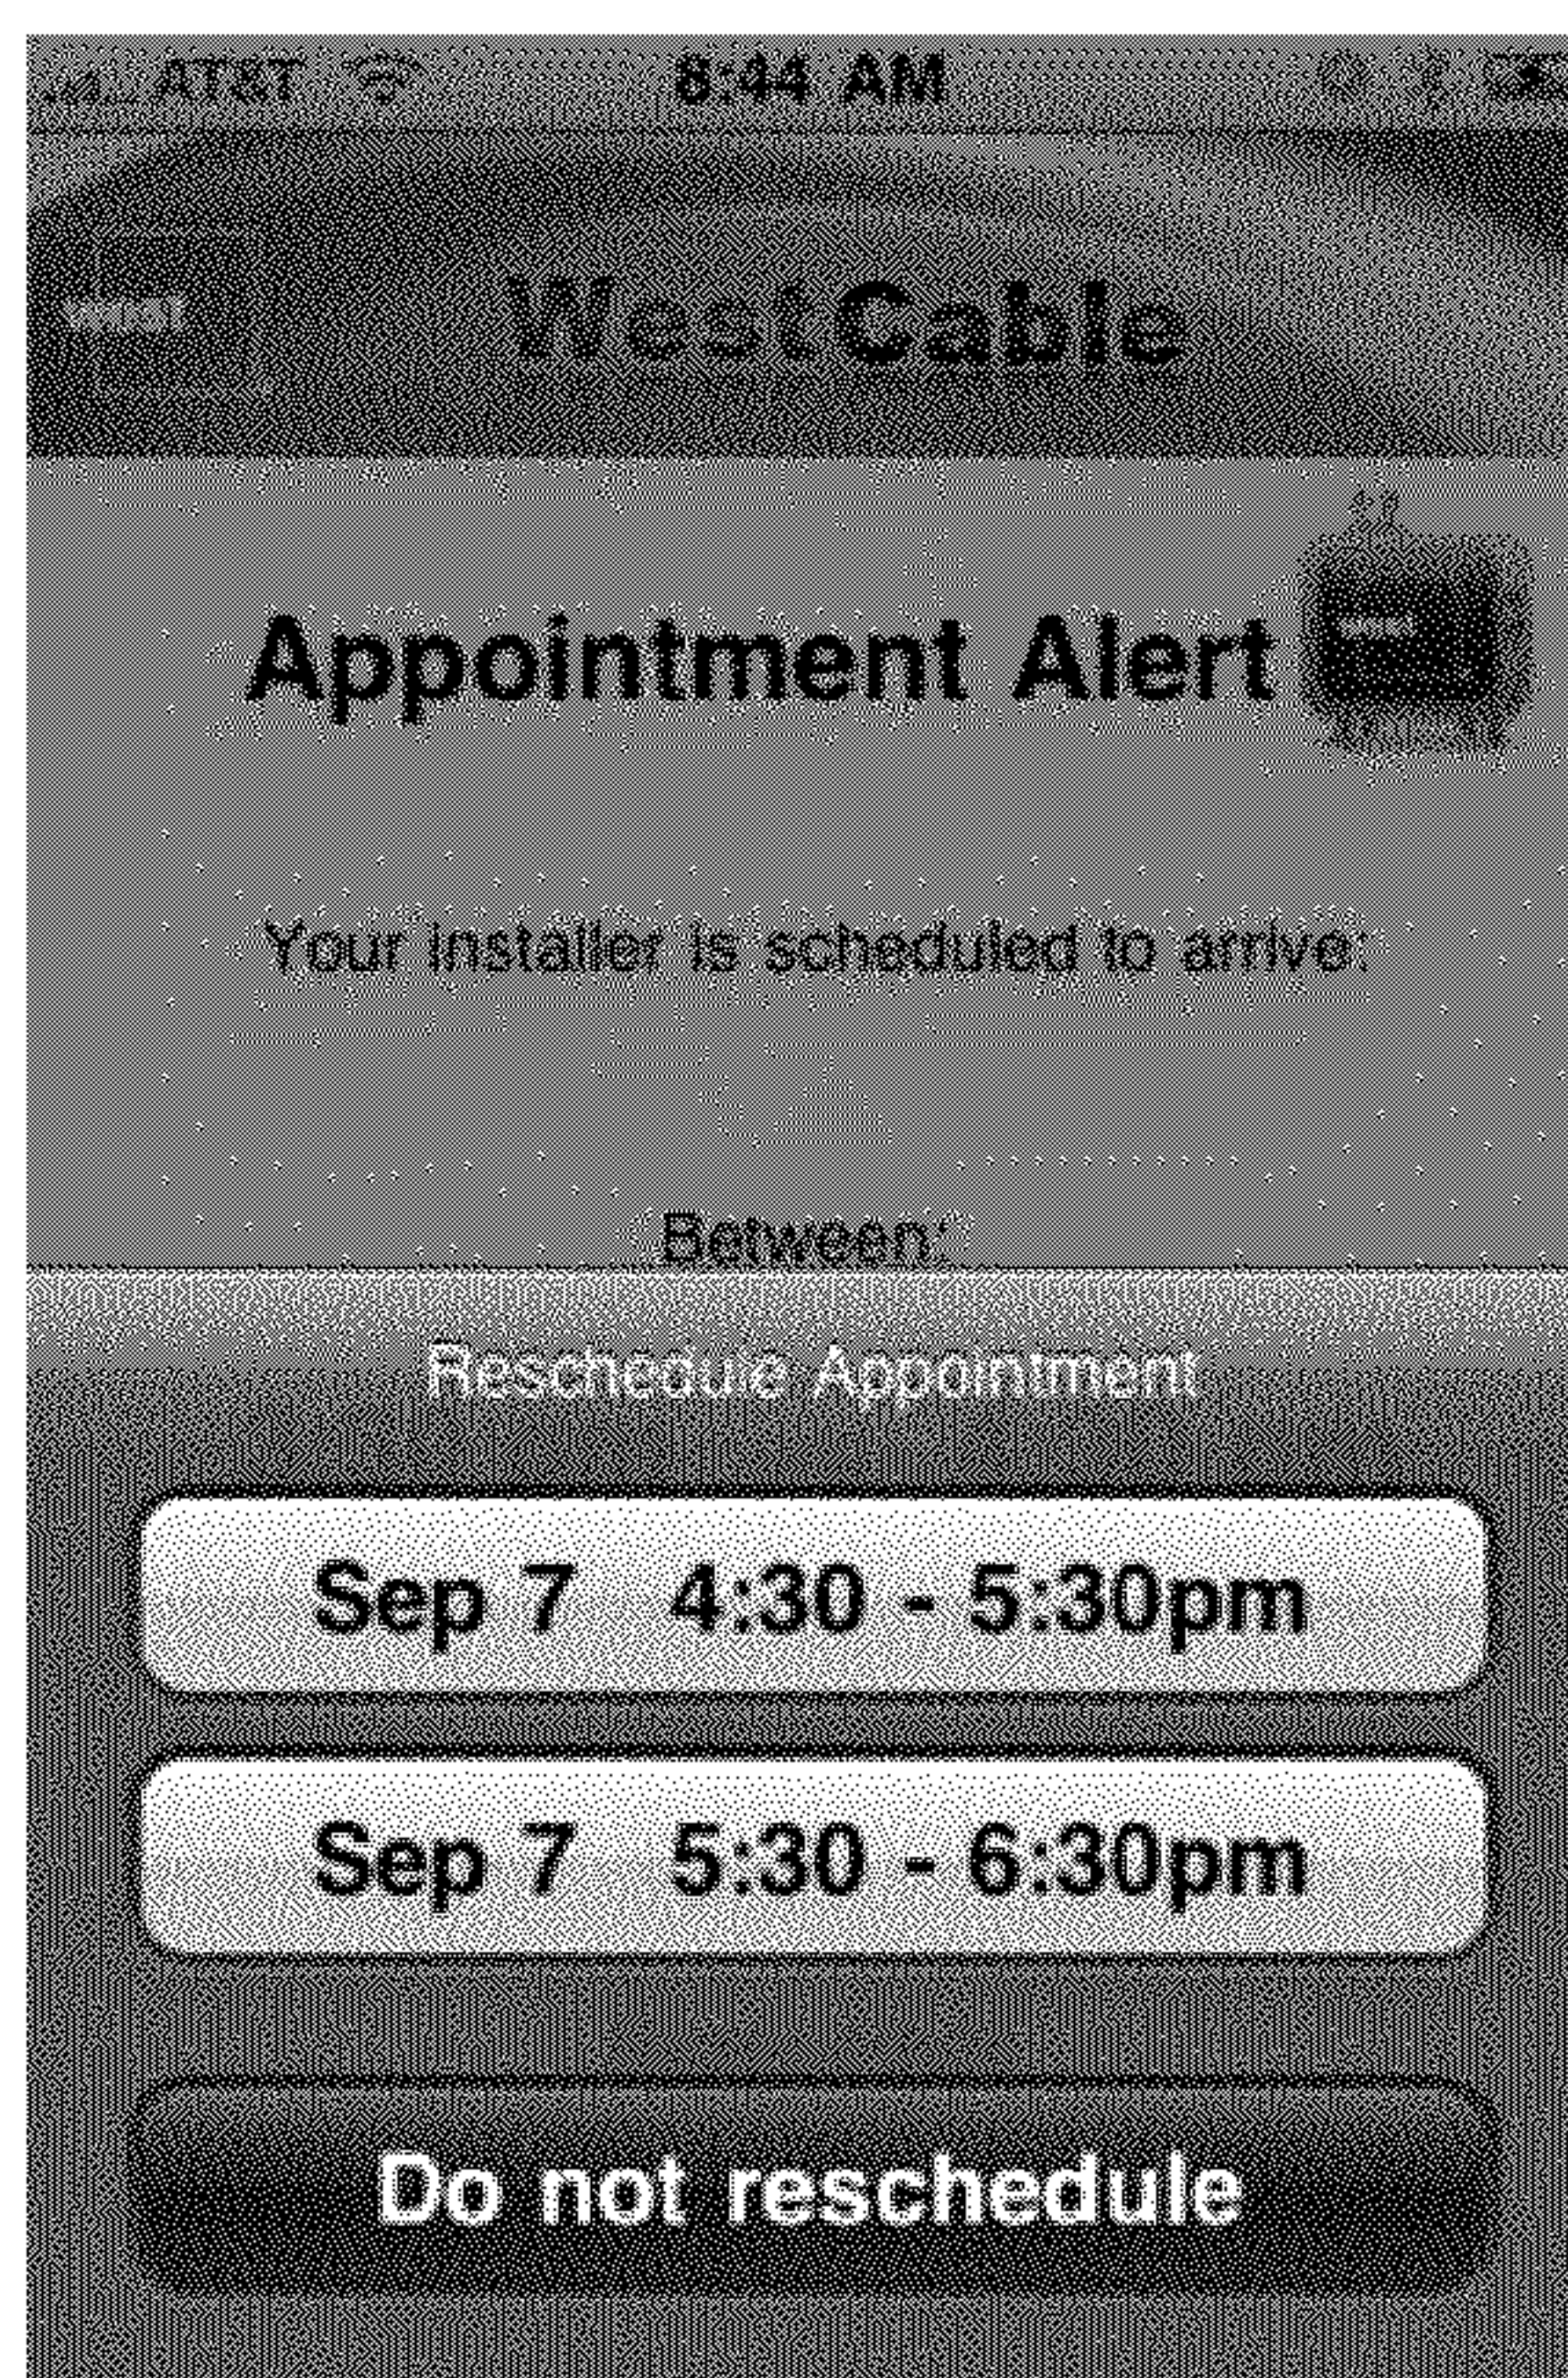 AT&T 8:44 AM
WestCable
Appointment Alert
Your installer is scheduled to arrive:
Between:
Reschedule Appointment
Sep 7 4:30 - 5:30pm
Sep 7 5:30 - 6:30pm
Do not reschedule